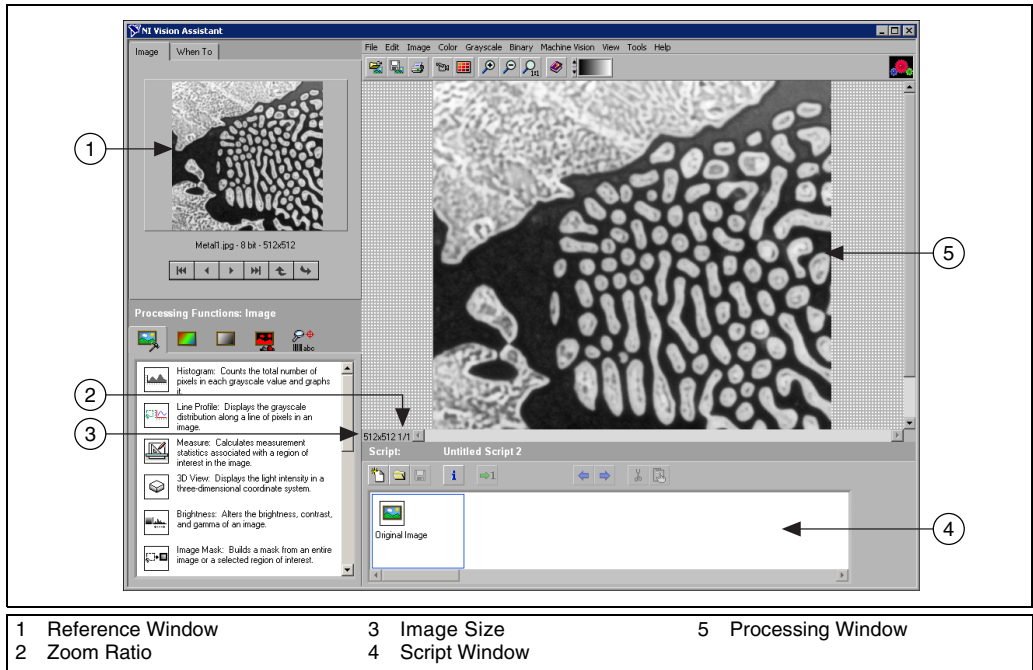 NI Vision Assistant
Image When To
File Edit Image Color Grayscale Binary Machine Vision View Tools Help
1:1
1
Metal1.jpg - 8 bit - 512x512
5
Processing Functions: Image
abc
Histogram: Counts the total number of
pixels in each grayscale value and graphs
it.
Line Profile: Displays the grayscale
distribution along a line of pixels in an
image.
Measure: Calculates measurement
statistics associated with a region of
interest in the image.
3D View: Displays the light intensity in a
three-dimensional coordinate system.
Brightness: Alters the brightness, contrast,
and gamma of an image.
Image Mask: Builds a mask from an entire
image or a selected region of interest.
2
3
512x512 1/1
Script: Untitled Script 2
i 1
Original Image
4
1 Reference Window
2 Zoom Ratio
3 Image Size
4 Script Window
5 Processing Window